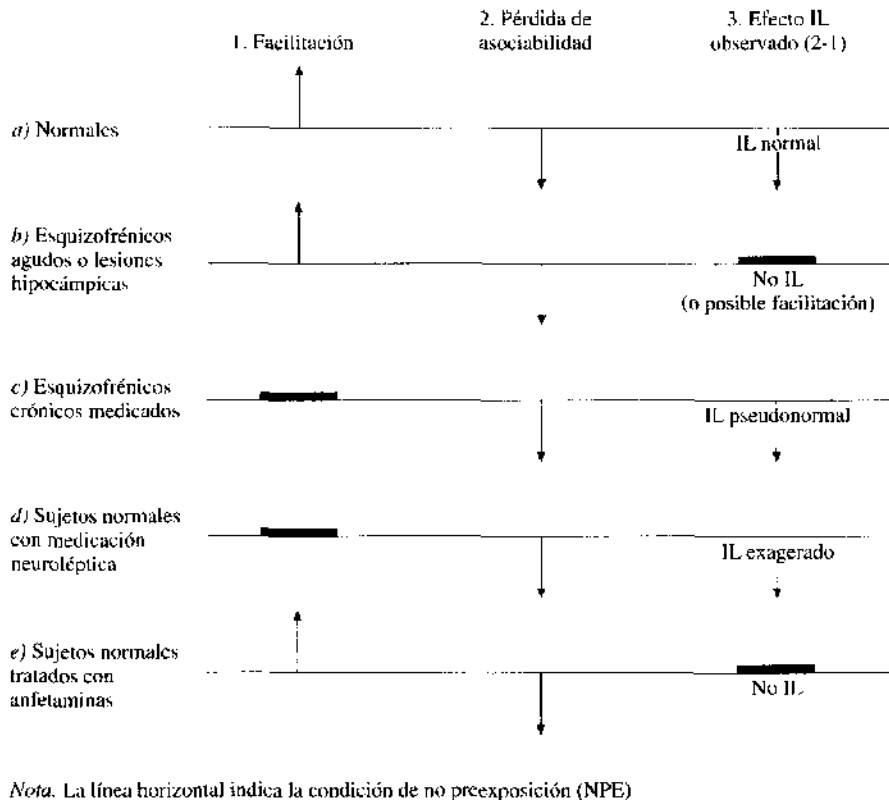 1. Facilitación
2. Pérdida de
asociabilidad
3. Efecto IL
observado (2-1)
a) Normales
IL normal
b) Esquizofrénicos
agudos o lesiones
hipocámpicas
No IL
(o posible facilitación)
c) Esquizofrénicos
crónicos medicados
IL pseudonormal
d) Sujetos normales
con medicación
neuroléptica
IL exagerado
e) Sujetos normales
tratados con
anfetaminas
No IL
Nota. La línea horizontal indica la condición de no preexposición (NPE)